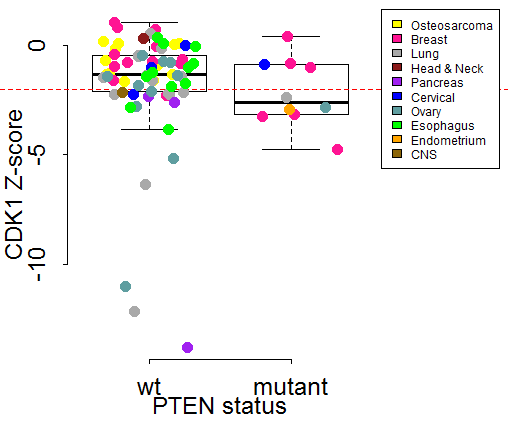 Osteosarcoma
Breast
Lung
Head & Neck
Pancreas
Cervical
Ovary
Esophagus
Endometrium
CNS
CDK1 Z-score
0
-5
-10
wt mutant
PTEN status